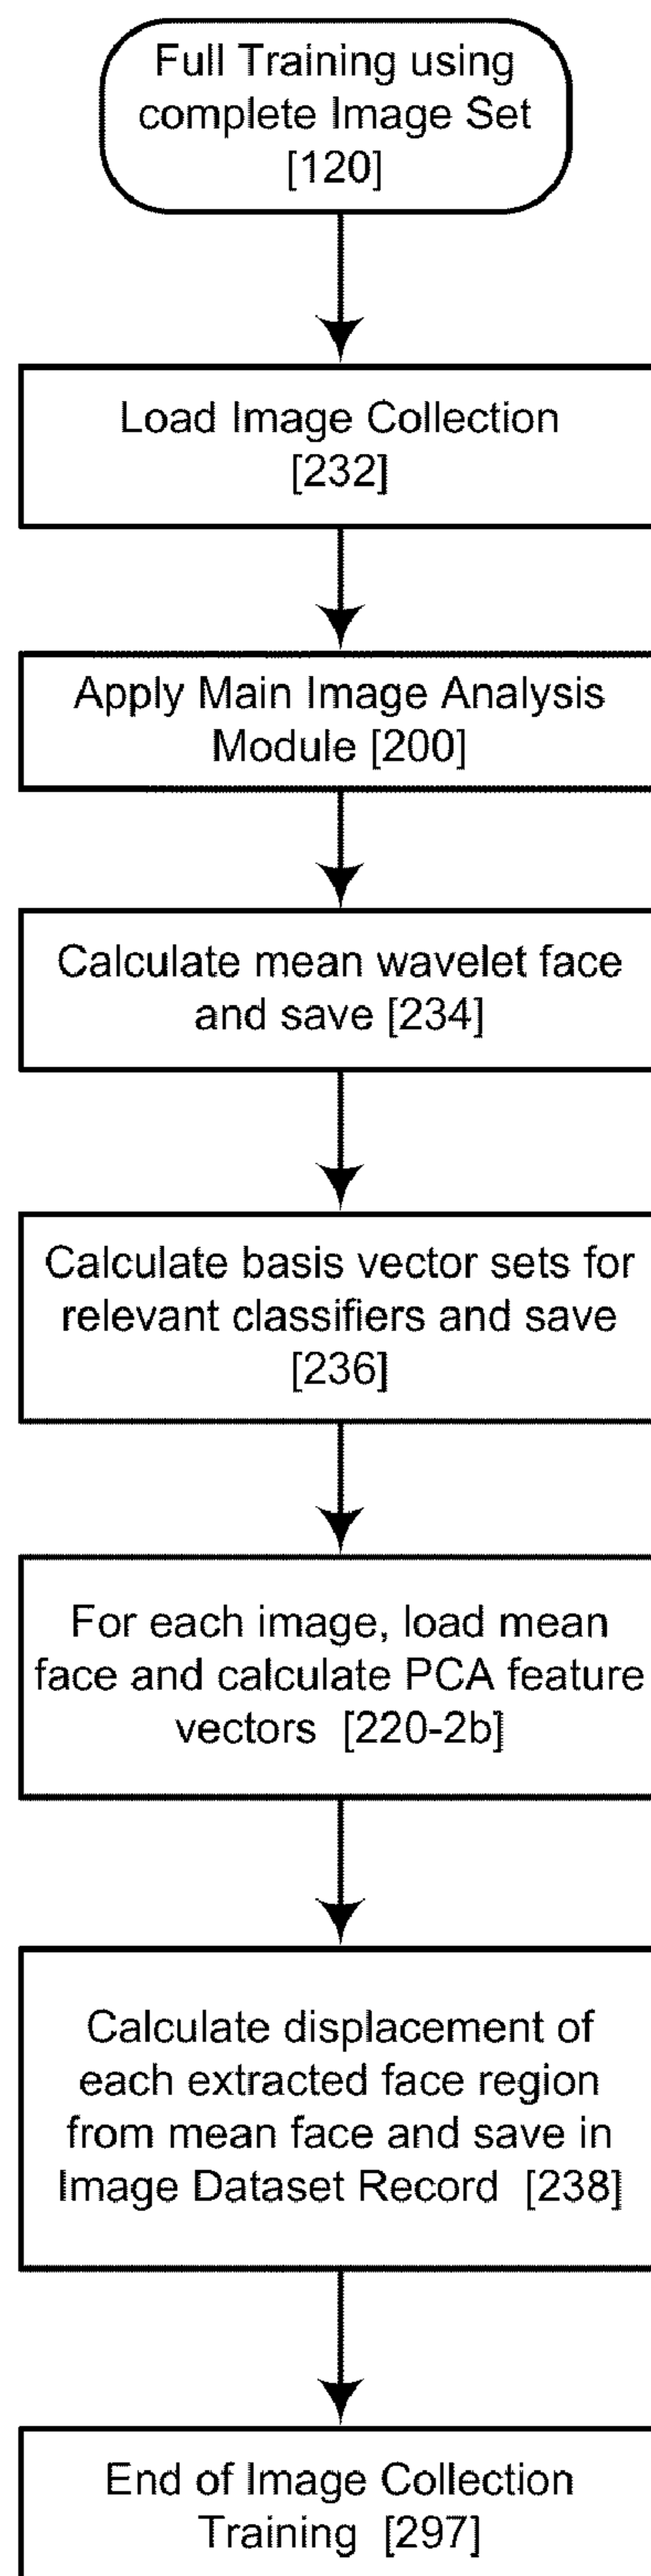 Full Training using
complete Image Set
[120]
Load Image Collection
[232]
Apply Main Image Analysis
Module [200]
Calculate mean wavelet face
and save [234]
Calculate basis vector sets for
relevant classifiers and save
[236]
For each image, load mean
face and calculate PCA feature
vectors [220-2b]
Calculate displacement of
each extracted face region
from mean face and save in
Image Dataset Record [238]
End of Image Collection
Training [297]